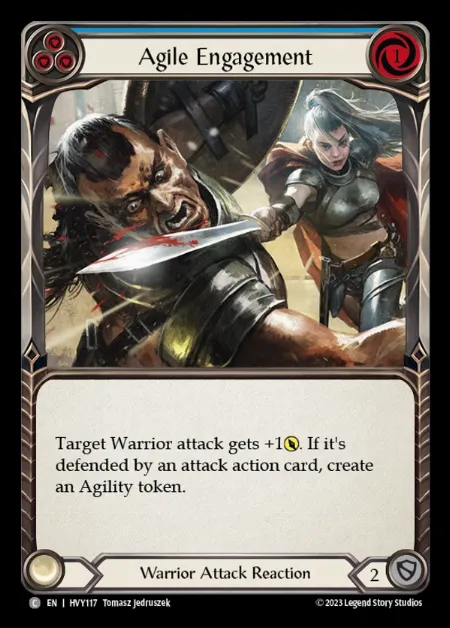 Agile Engagement
1
Target Warrior attack gets +1. If it's
defended by an attack action card, create
an Agility token.
Warrior Attack Reaction
2
C EN | HVY117 Tomasz Jedruszek
© 2023 Legend Story Studios